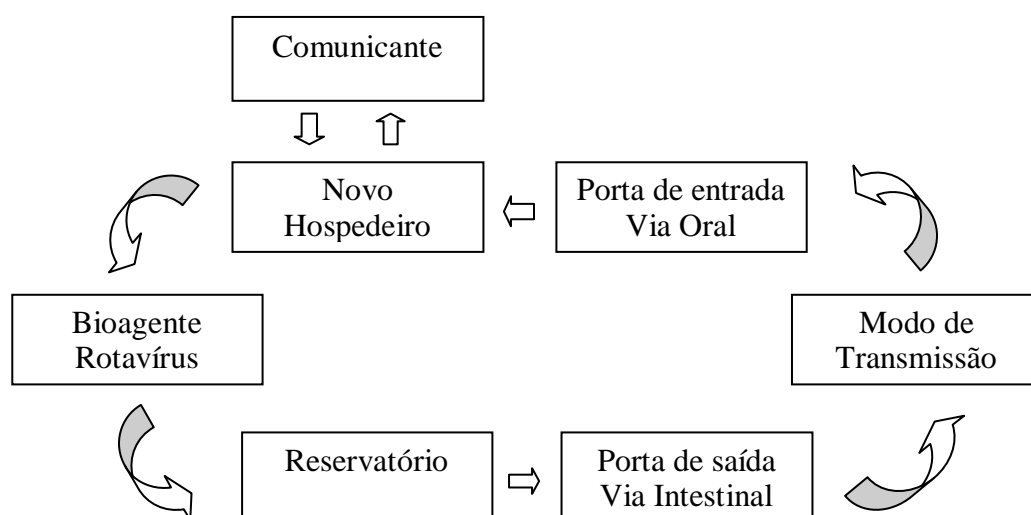 Comunicante
Novo
Hospedeiro
Porta de entrada
Via Oral
Bioagente
Rotavírus
Modo de
Transmissão
Reservatório
Porta de saída
Via Intestinal